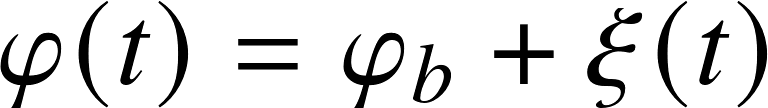 φ(t) = φ_b + ξ(t)